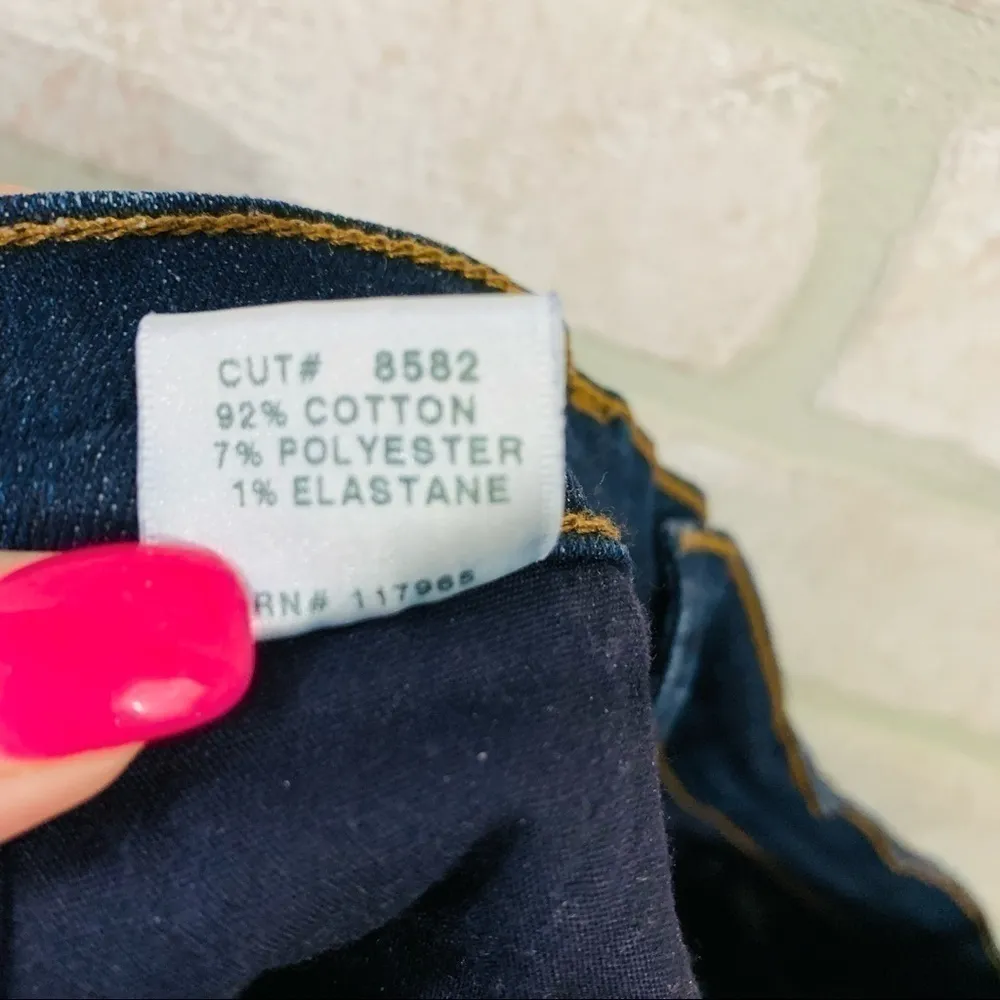 CUT# 8582
92% COTTON
7% POLYESTER
1% ELASTANE
RN# 117965